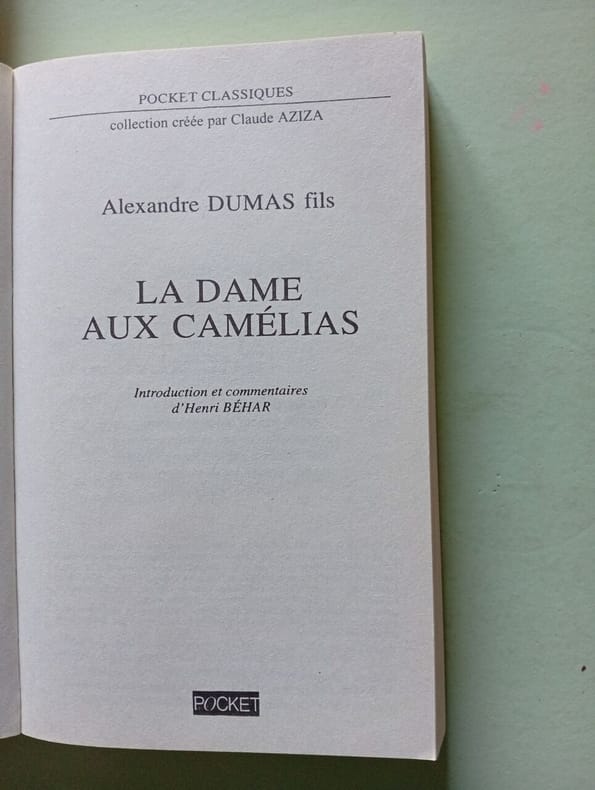 POCKET CLASSIQUES
collection créée par Claude AZIZA
Alexandre DUMAS fils
LA DAME
AUX CAMÉLIAS
Introduction et commentaires
d'Henri BÉHAR
POCKET